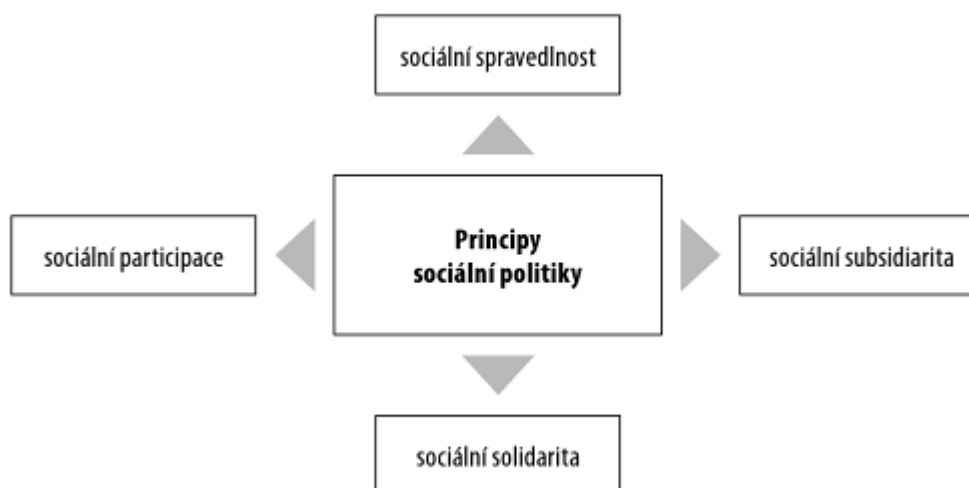 sociální spravedlnost
sociální participace
Principy
sociální politiky
sociální subsidiarita
sociální solidarita